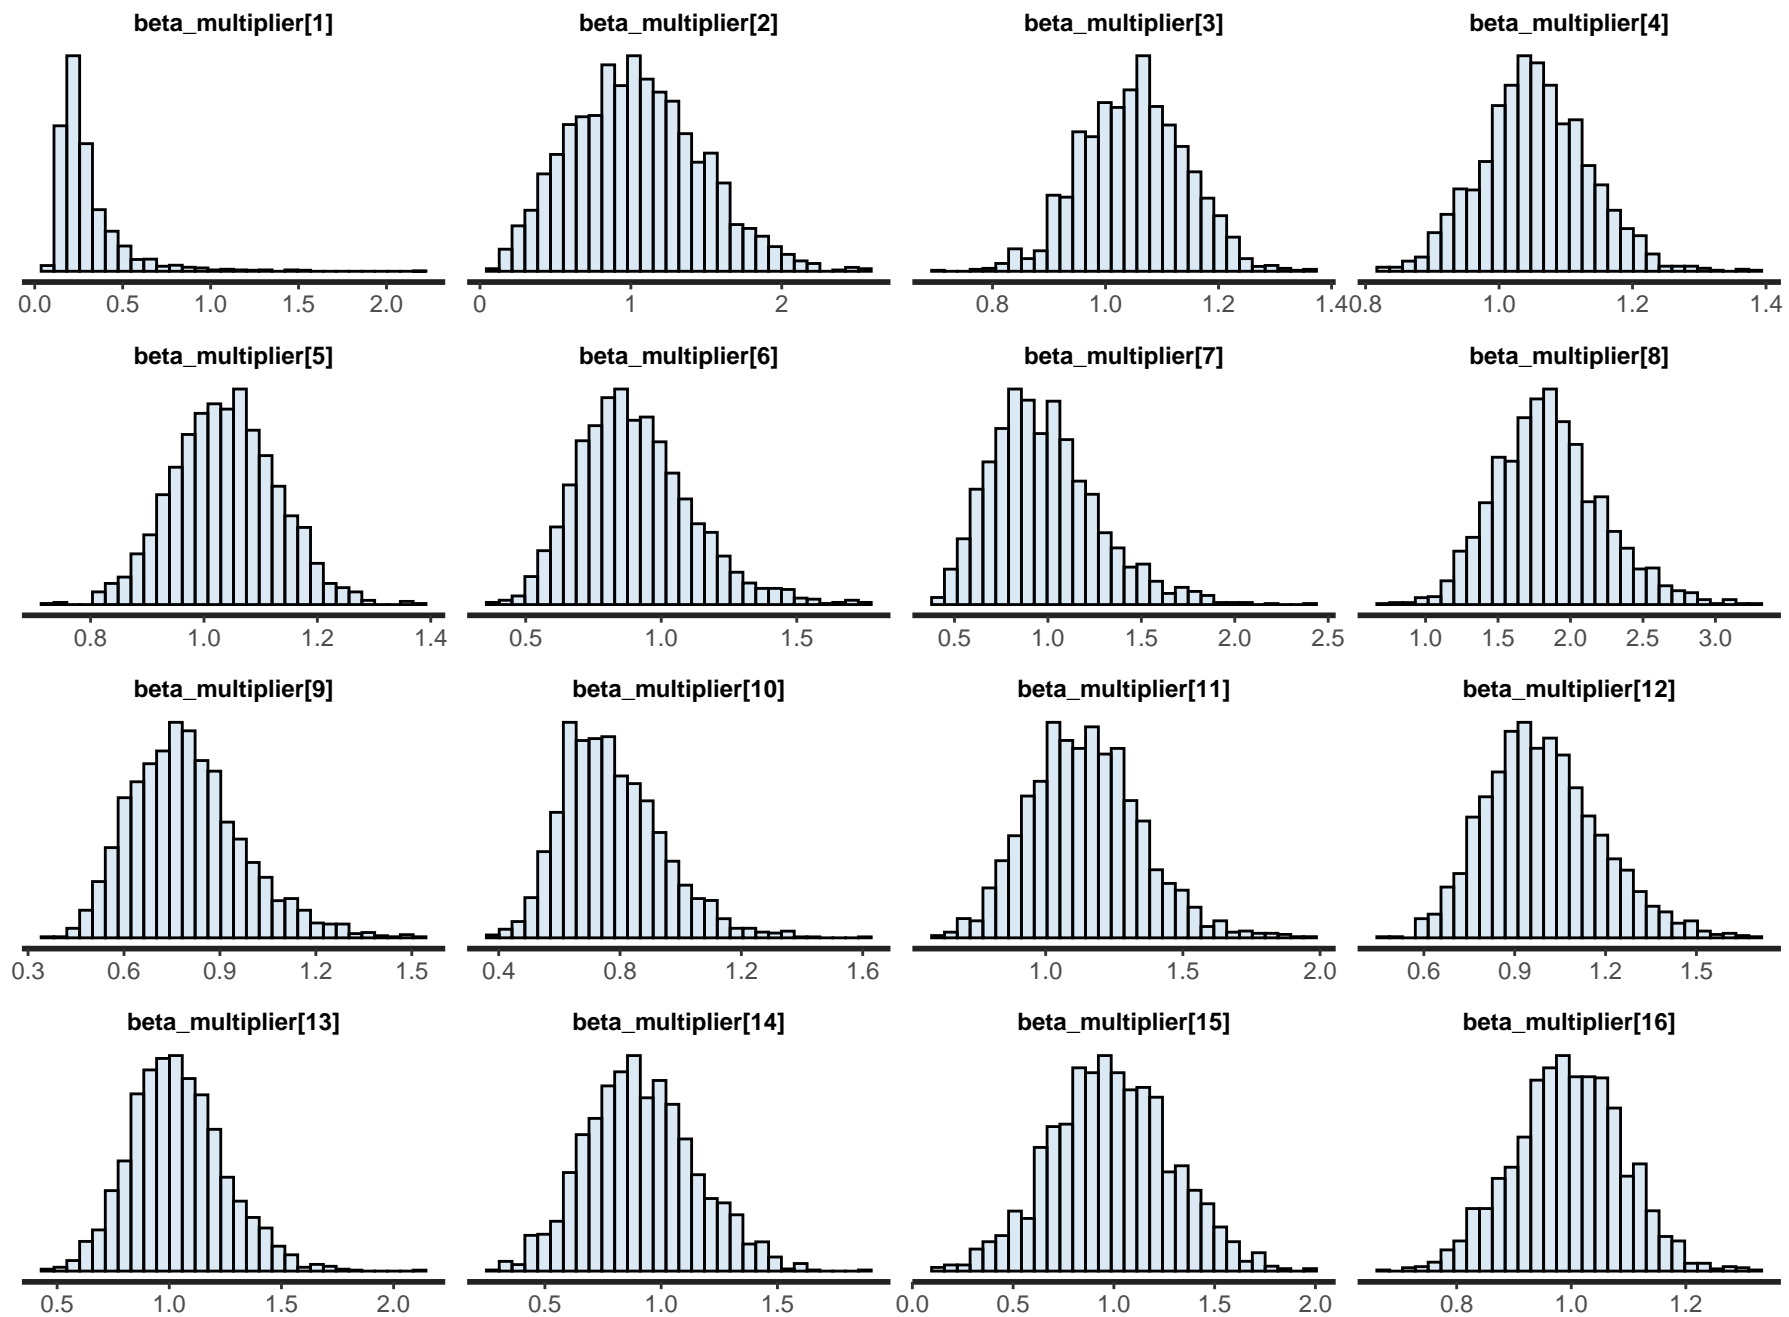 beta_multiplier[1] beta_multiplier[2] beta_multiplier[3] beta_multiplier[4]
0.0 0.5 1.0 1.5 2.0 0 1 2 0.8 1.0 1.2 1.4 0.8 1.0 1.2 1.4
beta_multiplier[5] beta_multiplier[6] beta_multiplier[7] beta_multiplier[8]
0.8 1.0 1.2 1.4 0.5 1.0 1.5 0.5 1.0 1.5 2.0 2.5 1.0 1.5 2.0 2.5 3.0
beta_multiplier[9] beta_multiplier[10] beta_multiplier[11] beta_multiplier[12]
0.3 0.6 0.9 1.2 1.5 0.4 0.8 1.2 1.6 1.0 1.5 2.0 0.6 0.9 1.2 1.5
beta_multiplier[13] beta_multiplier[14] beta_multiplier[15] beta_multiplier[16]
0.5 1.0 1.5 2.0 0.5 1.0 1.5 0.0 0.5 1.0 1.5 2.0 0.8 1.0 1.2